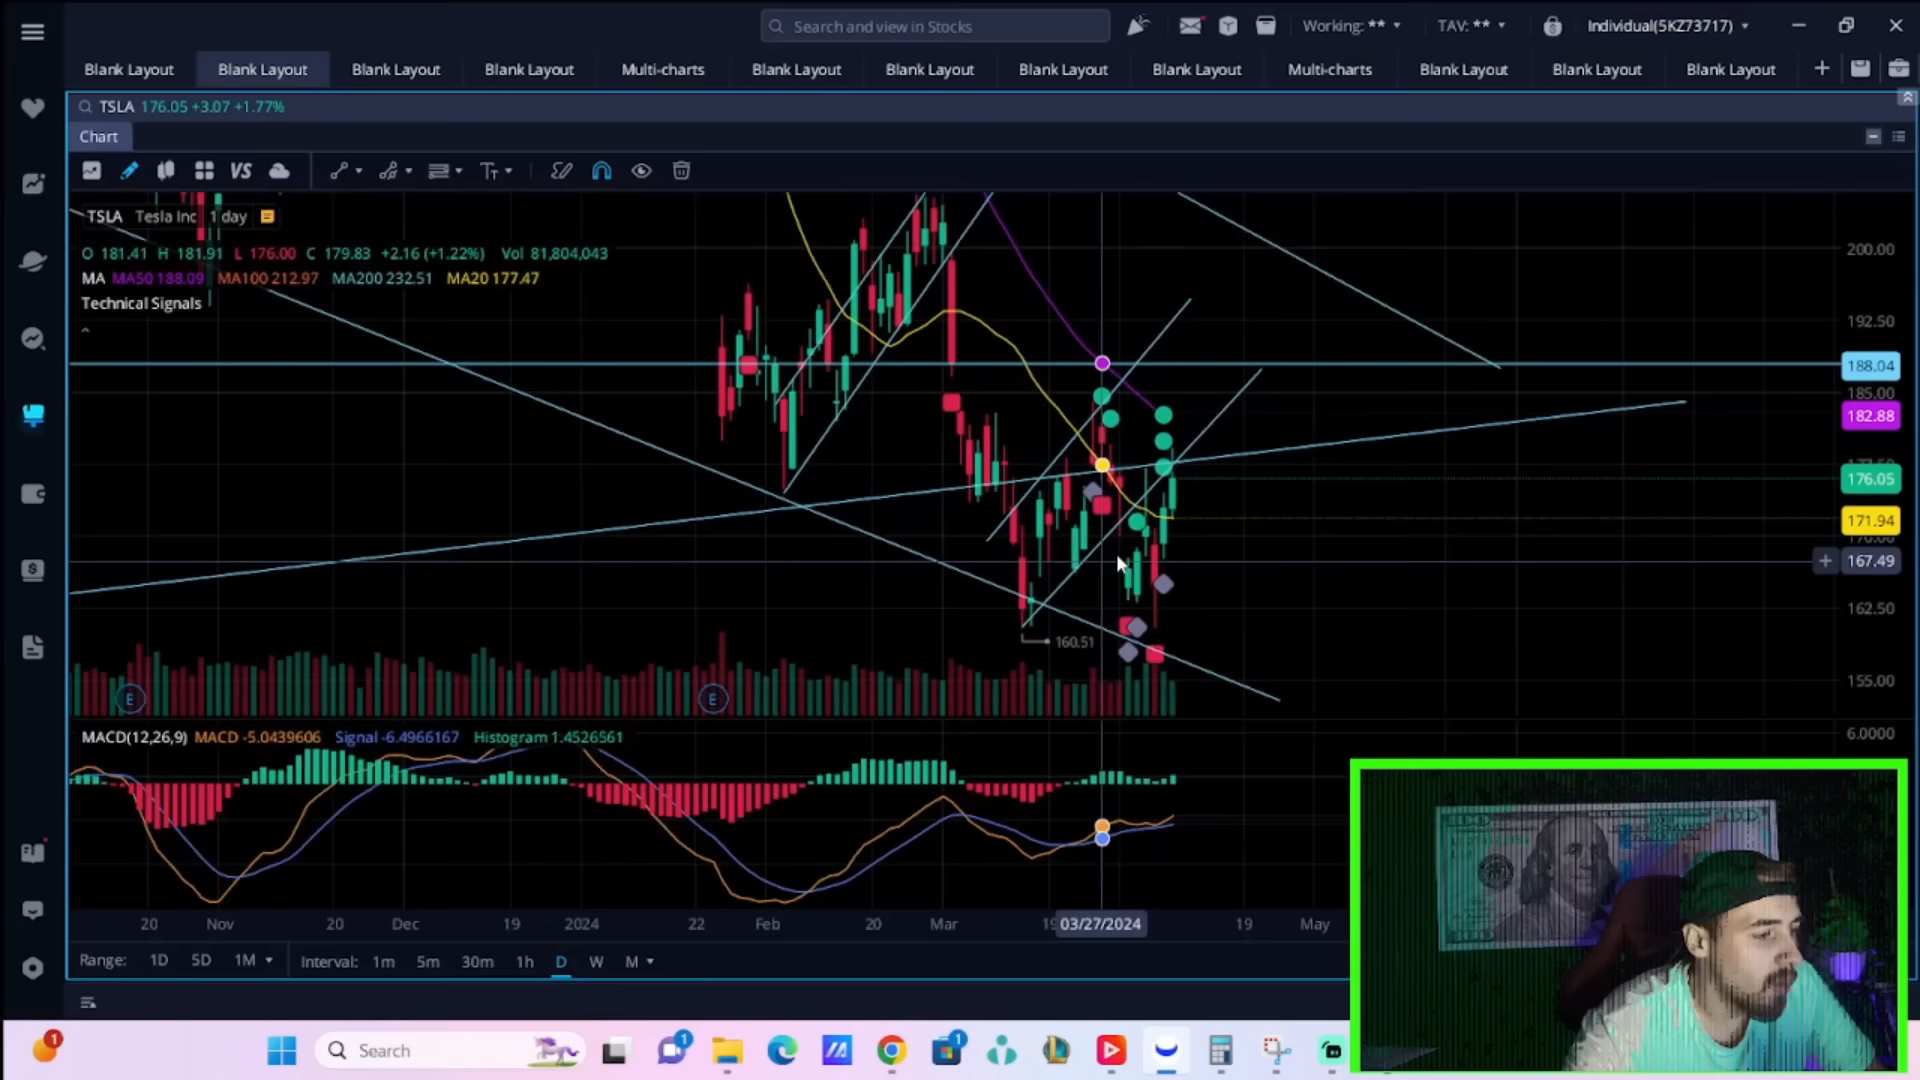 Search and view in Stocks
Working: **
TAV: **
Individual(5KZ73717)
Blank Layout
Blank Layout
Blank Layout
Blank Layout
Multi-charts
Blank Layout
Blank Layout
Blank Layout
Blank Layout
Multi-charts
Blank Layout
Blank Layout
Blank Layout
TSLA 176.05 +3.07 +1.77%
Chart
VS
TSLA Tesla Inc 1 day
O 181.41 H 181.91 L 176.00 C 179.83 +2.16 (+1.22%) Vol 81,804,043
MA MA50 188.09 MA100 212.97 MA200 232.51 MA20 177.47
Technical Signals
200.00
192.50
188.04
185.00
182.88
176.05
171.94
167.49
162.50
160.51
155.00
E
E
MACD(12,26,9) MACD -5.0439606 Signal -6.4966167 Histogram 1.4526561
6.0000
20 Nov 20 Dec 19 2024 22 Feb 20 Mar 03/27/2024 19 May
Range: 1D 5D 1M Interval: 1m 5m 30m 1h D W M
1
Search
1
1